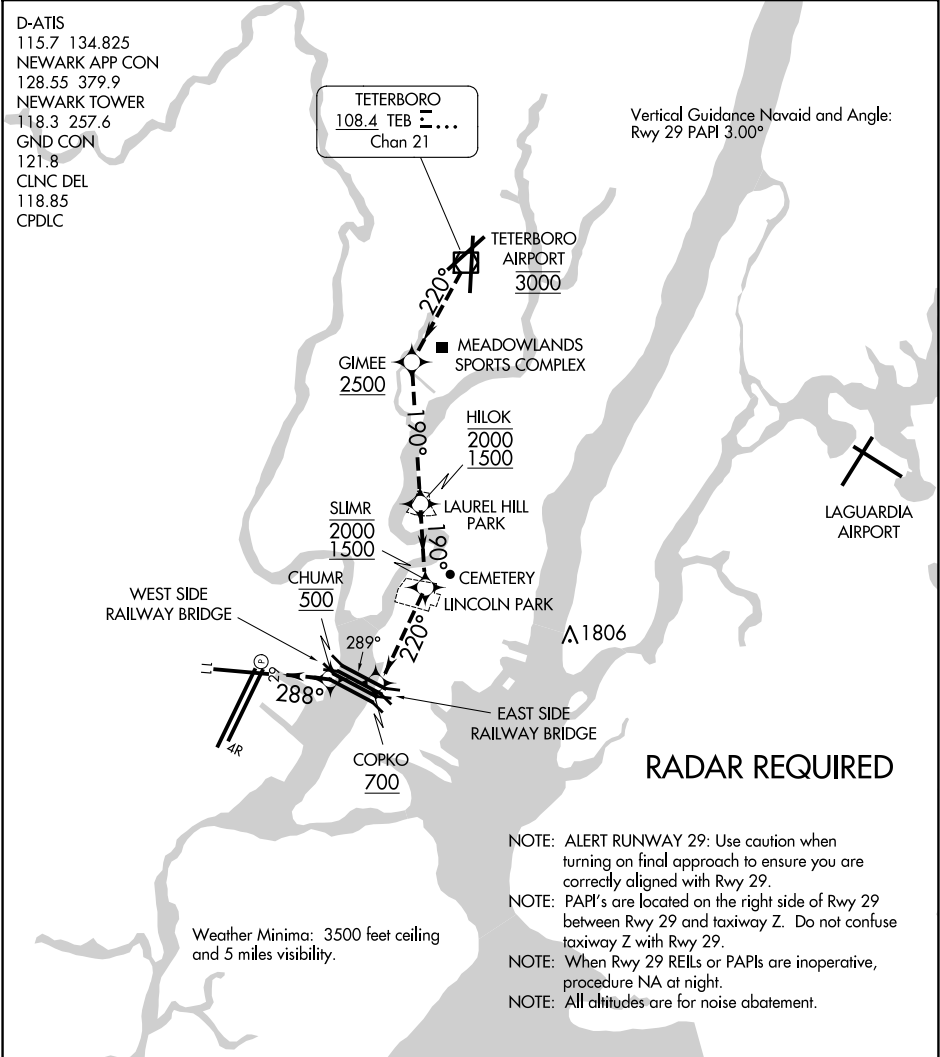 D-ATIS
115.7 134.825
NEWARK APP CON
128.55 379.9
NEWARK TOWER
118.3 257.6
GND CON
121.8
CLNC DEL
118.85
CPDLC
TETERBORO
108.4 TEB
Chan 21
Vertical Guidance Navaid and Angle:
Rwy 29 PAPI 3.00°
TETERBORO
AIRPORT
3000
220°
MEADOWLANDS
SPORTS COMPLEX
GIMEE
2500
190°
HILOK
2000
1500
LAUREL HILL
PARK
SLIMR
2000
1500
190°
CEMETERY
LINCOLN PARK
LAGUARDIA
AIRPORT
CHUMR
500
WEST SIDE
RAILWAY BRIDGE
289°
220°
1806
11
P
29
288°
4R
EAST SIDE
RAILWAY BRIDGE
COPKO
700
RADAR REQUIRED
NOTE: ALERT RUNWAY 29: Use caution when
turning on final approach to ensure you are
correctly aligned with Rwy 29.
NOTE: PAPI's are located on the right side of Rwy 29
between Rwy 29 and taxiway Z. Do not confuse
taxiway Z with Rwy 29.
NOTE: When Rwy 29 REILs or PAPIs are inoperative,
procedure NA at night.
NOTE: All altitudes are for noise abatement.
Weather Minima: 3500 feet ceiling
and 5 miles visibility.